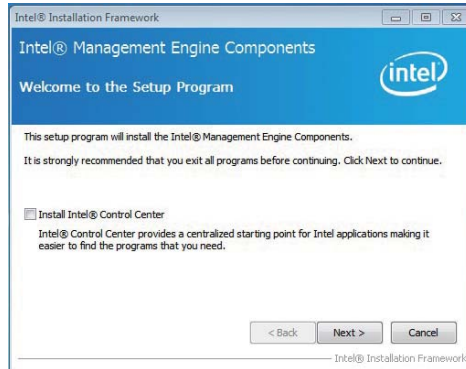 Intel® Installation Framework
Intel® Management Engine Components
Welcome to the Setup Program
intel®
This setup program will install the Intel® Management Engine Components.
It is strongly recommended that you exit all programs before continuing. Click Next to continue.
Install Intel® Control Center
Intel® Control Center provides a centralized starting point for Intel applications making it
easier to find the programs that you need.
< Back Next > Cancel
Intel® Installation Framework